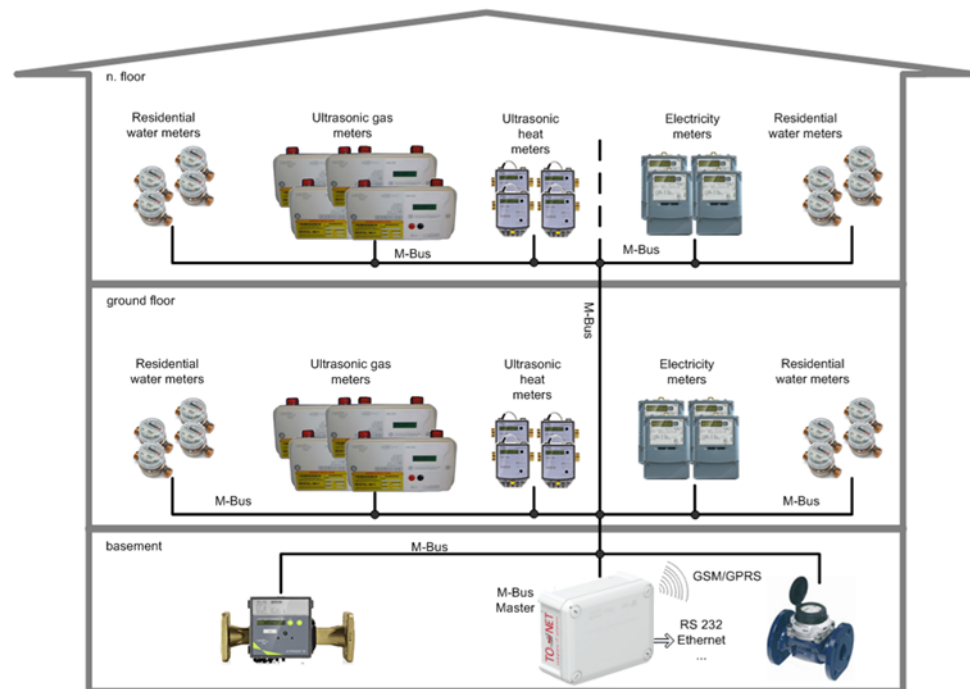 n. floor
Residential
water meters
Ultrasonic gas
meters
Ultrasonic
heat
meters
Electricity
meters
Residential
water meters
M-Bus
M-Bus
M-Bus
ground floor
Residential
water meters
Ultrasonic gas
meters
Ultrasonic
heat
meters
Electricity
meters
Residential
water meters
M-Bus
M-Bus
basement
M-Bus
M-Bus
Master
GSM/GPRS
RS 232
Ethernet
...